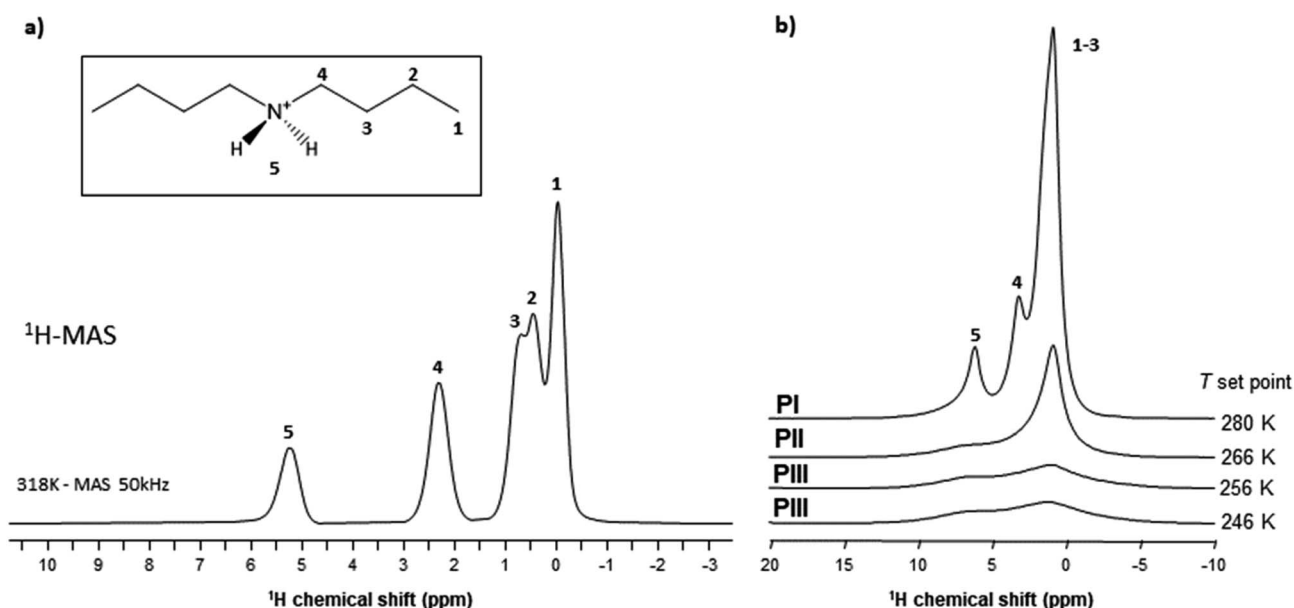 a)
4
2
N+
H
H
3
1
5
1
2
3
4
5
¹H-MAS
318K - MAS 50kHz
10 9 8 7 6 5 4 3 2 1 0 -1 -2 -3
¹H chemical shift (ppm)
b)
1-3
4
5
T set point
PI
280 K
PII
266 K
PIII
256 K
PIII
246 K
20 15 10 5 0 -5 -10
¹H chemical shift (ppm)